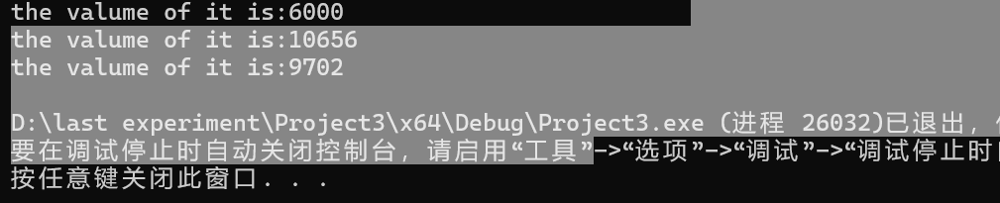 the valume of it is:6000
the valume of it is:10656
the valume of it is:9702
D:\last experiment\Project3\x64\Debug\Project3.exe (进程 26032)已退出，
要在调试停止时自动关闭控制台，请启用“工具”->“选项”->“调试”->“调试停止时
按任意键关闭此窗口. . .